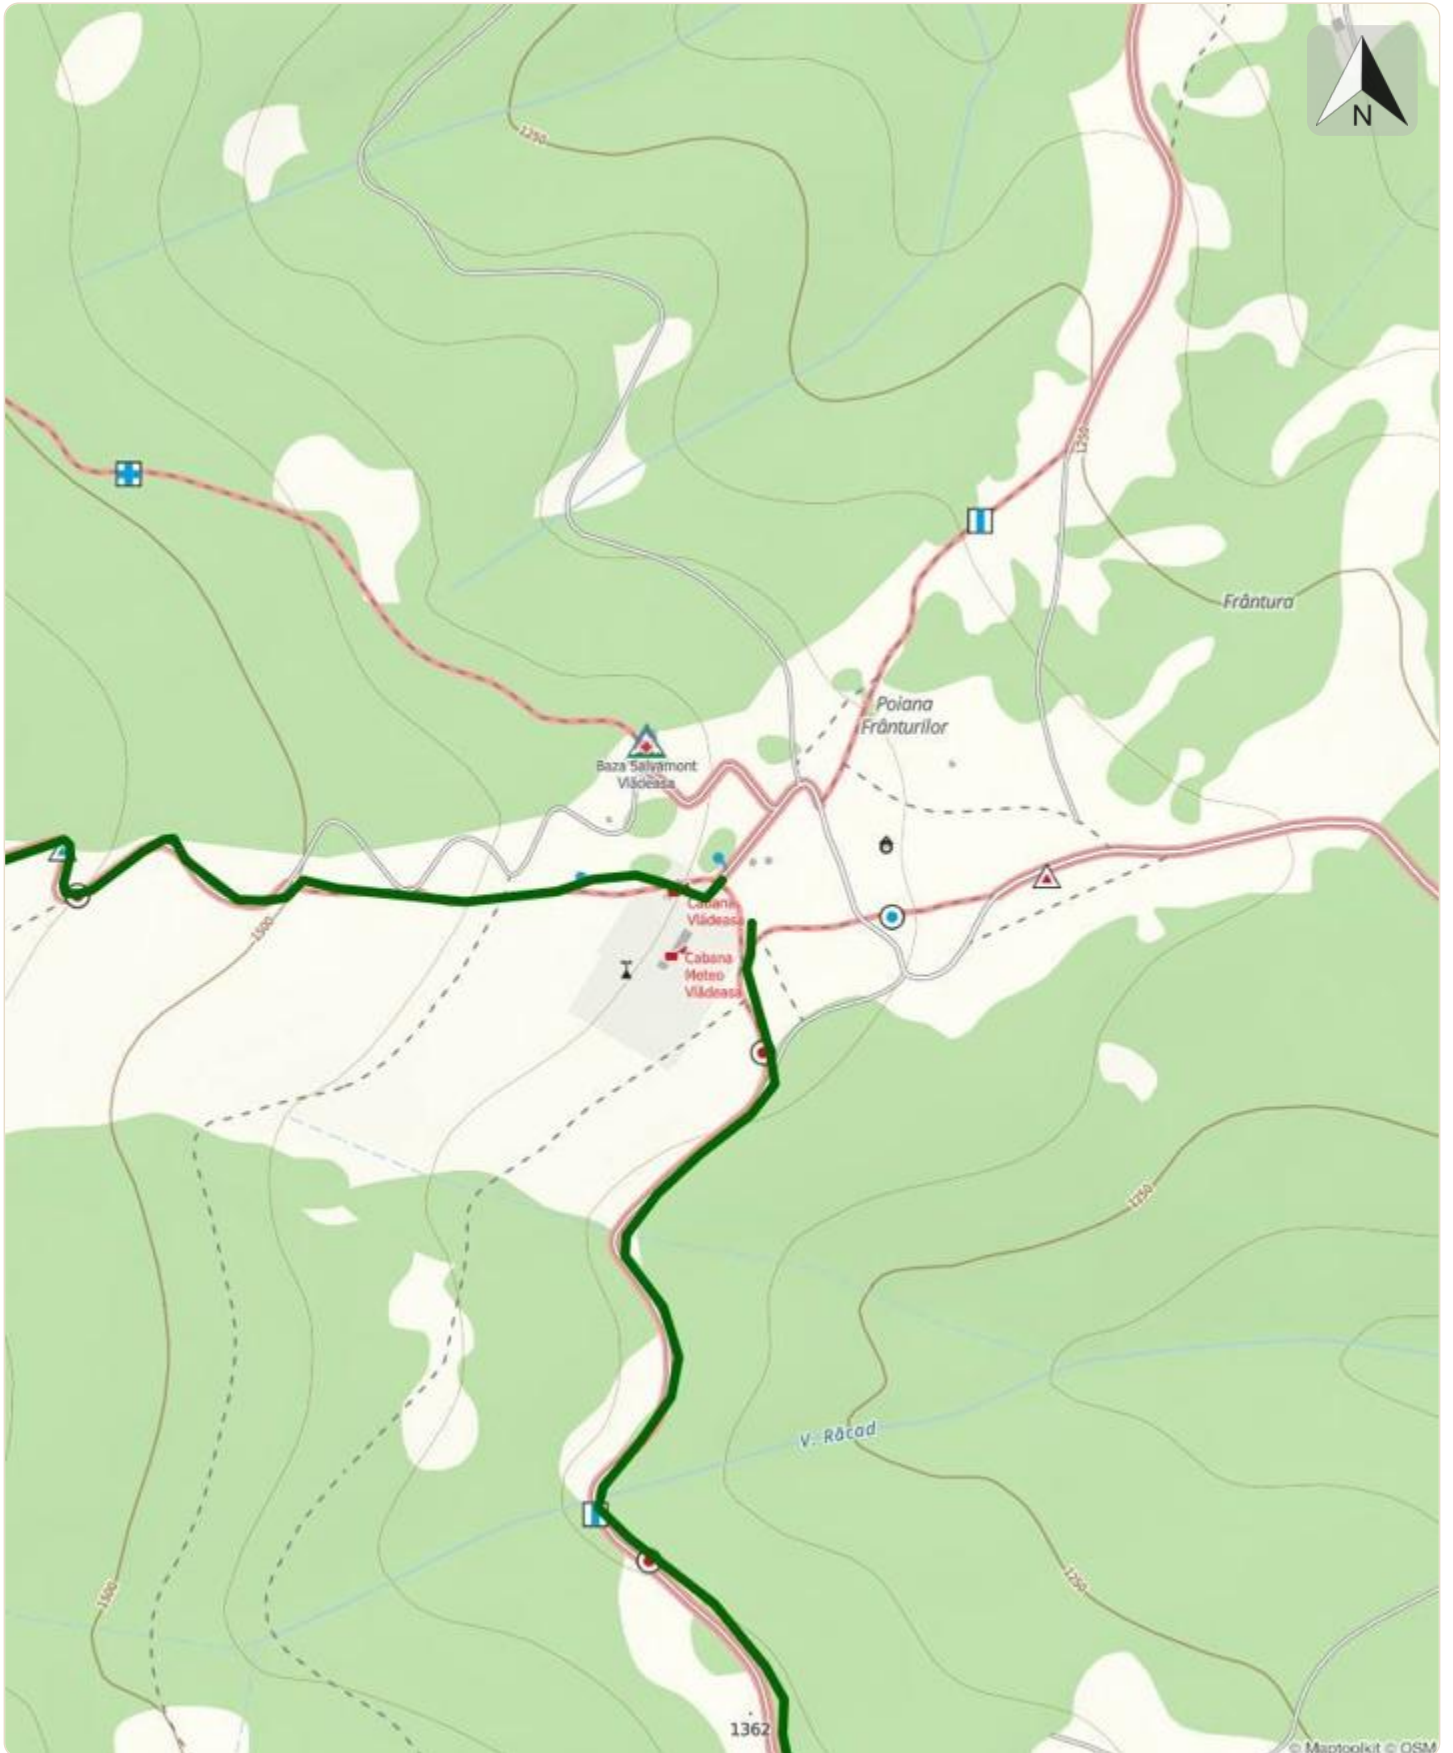 N
1250
1250
Frântura
Poiana
Frânturilor
Baza Salvamont
Vlădeasa
Cabana
Vlădeasa
1500
Cabana
Meteo
Vlădeasa
1250
V. Răcad
1250
1500
1362
© Maptoolkit © OSM